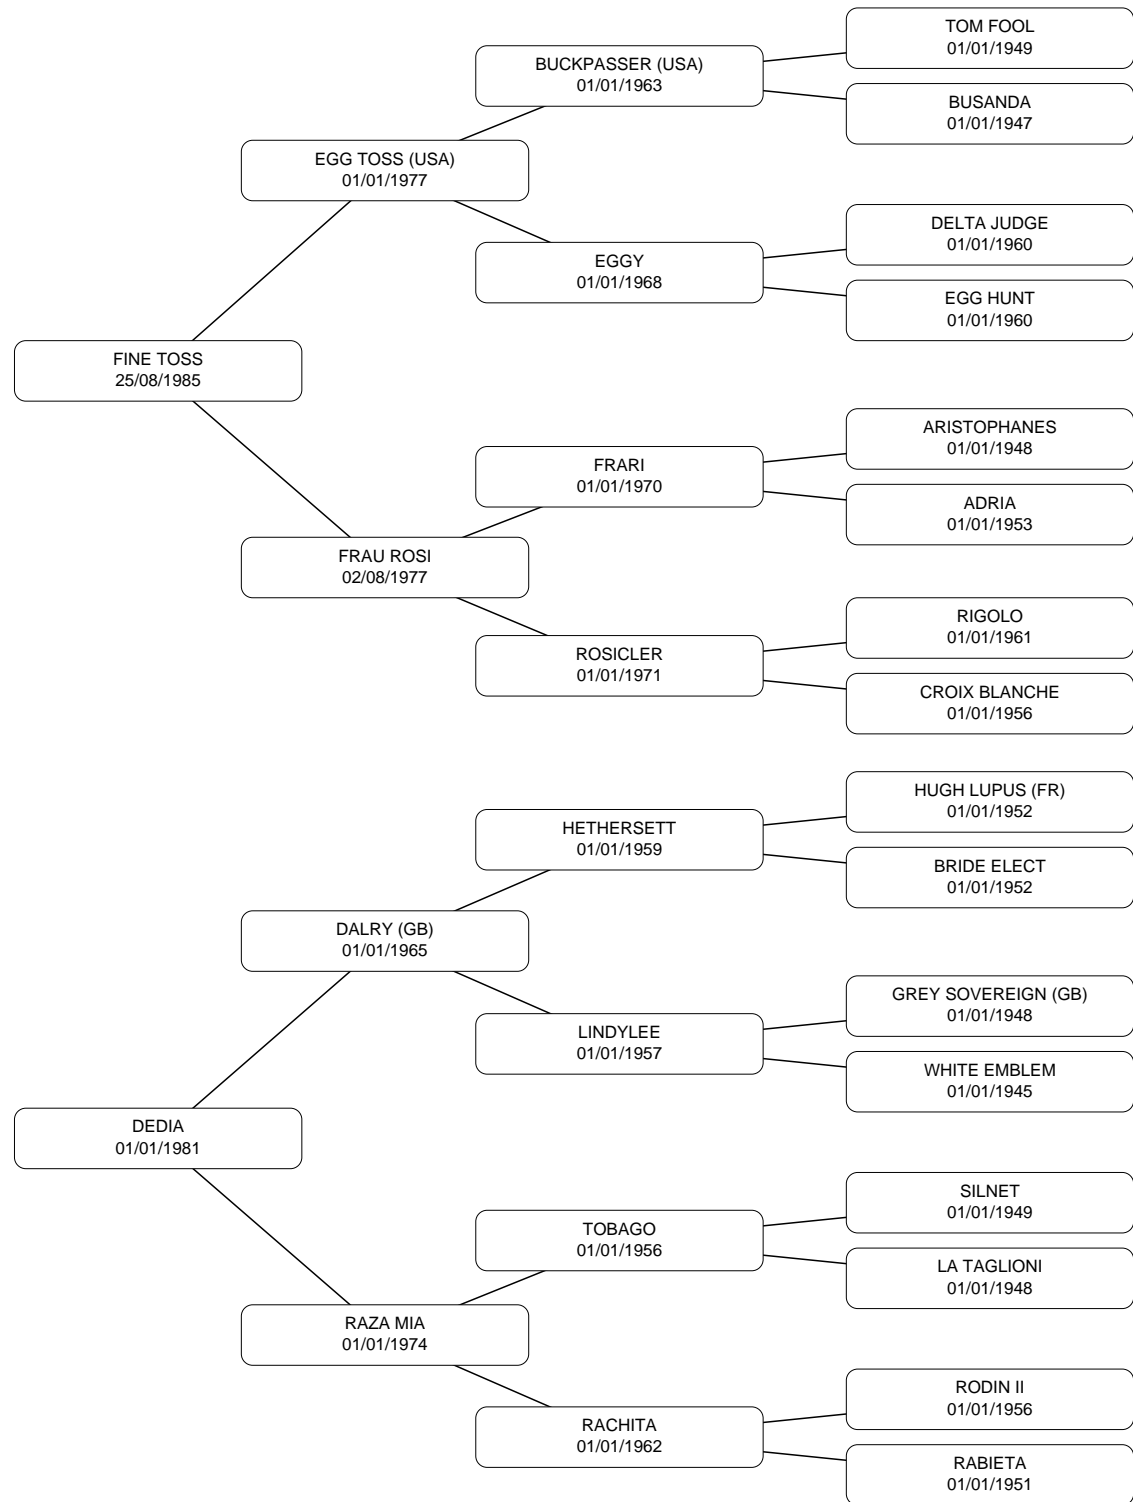 TOM FOOL
01/01/1949
BUCKPASSER (USA)
01/01/1963
BUSANDA
01/01/1947
EGG TOSS (USA)
01/01/1977
DELTA JUDGE
01/01/1960
EGGY
01/01/1968
EGG HUNT
01/01/1960
FINE TOSS
25/08/1985
ARISTOPHANES
01/01/1948
FRARI
01/01/1970
ADRIA
01/01/1953
FRAU ROSI
02/08/1977
RIGOLO
01/01/1961
ROSICLER
01/01/1971
CROIX BLANCHE
01/01/1956
HUGH LUPUS (FR)
01/01/1952
HETHERSETT
01/01/1959
BRIDE ELECT
01/01/1952
DALRY (GB)
01/01/1965
GREY SOVEREIGN (GB)
01/01/1948
LINDYLEE
01/01/1957
WHITE EMBLEM
01/01/1945
DEDIA
01/01/1981
SILNET
01/01/1949
TOBAGO
01/01/1956
LA TAGLIONI
01/01/1948
RAZA MIA
01/01/1974
RODIN II
01/01/1956
RACHITA
01/01/1962
RABIETA
01/01/1951